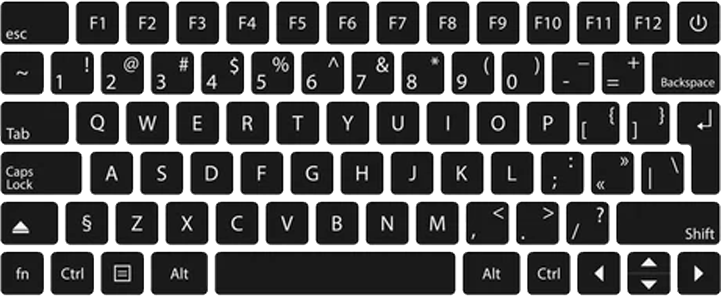 esc F1 F2 F3 F4 F5 F6 F7 F8 F9 F10 F11 F12
~ ! 1 @ 2 # 3 $ 4 % 5 ^ 6 & 7 * 8 ( 9 ) 0 _ - + = Backspace
Tab Q W E R T Y U I O P { [ } ]
Caps Lock A S D F G H J K L : ; » « \ |
§ Z X C V B N M < , > . ? / Shift
fn Ctrl Alt Alt Ctrl